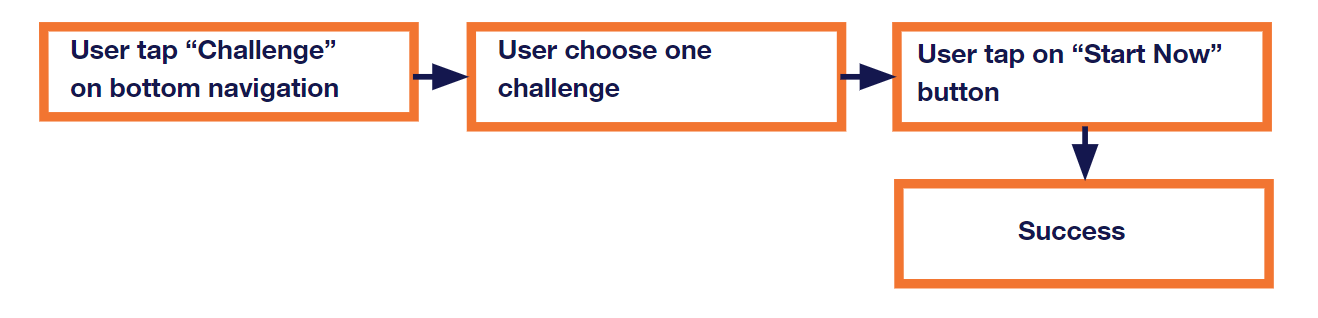 User tap “Challenge”
on bottom navigation
User choose one
challenge
User tap on “Start Now”
button
Success